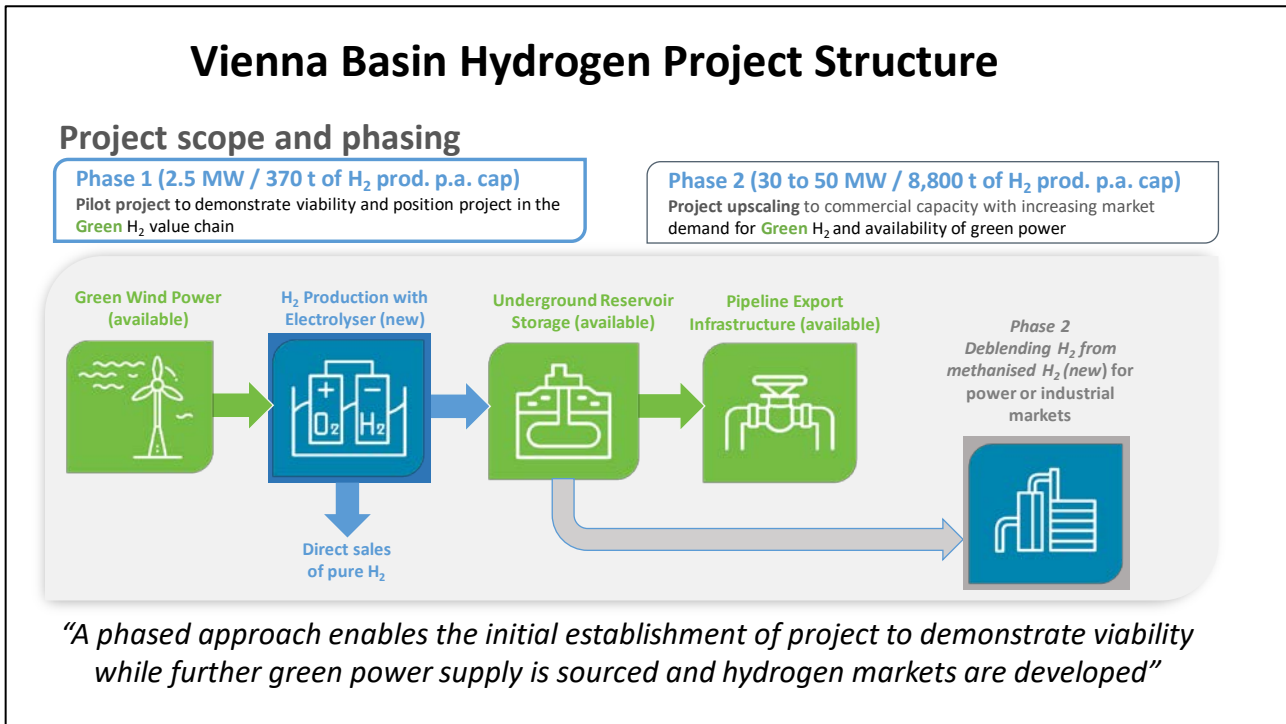 Vienna Basin Hydrogen Project Structure
Project scope and phasing
Phase 1 (2.5 MW / 370 t of H₂ prod. p.a. cap)
Pilot project to demonstrate viability and position project in the
Green H₂ value chain
Phase 2 (30 to 50 MW / 8,800 t of H₂ prod. p.a. cap)
Project upscaling to commercial capacity with increasing market
demand for Green H₂ and availability of green power
Green Wind Power
(available)
H₂ Production with
Electrolyser (new)
Underground Reservoir
Storage (available)
Pipeline Export
Infrastructure (available)
Phase 2
Deblending H₂ from
methanised H₂ (new) for
power or industrial
markets
+ −
O₂ H₂
Direct sales
of pure H₂
“A phased approach enables the initial establishment of project to demonstrate viability
while further green power supply is sourced and hydrogen markets are developed”